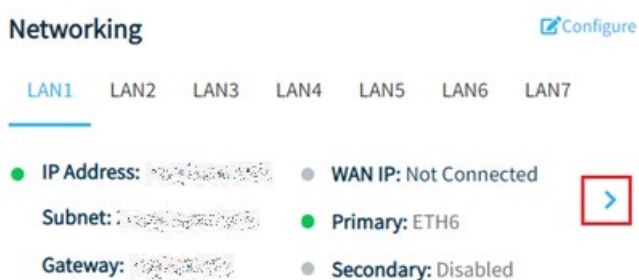 Networking
Configure
LAN1 LAN2 LAN3 LAN4 LAN5 LAN6 LAN7
IP Address: WAN IP: Not Connected
Subnet: Primary: ETH6
Gateway: Secondary: Disabled